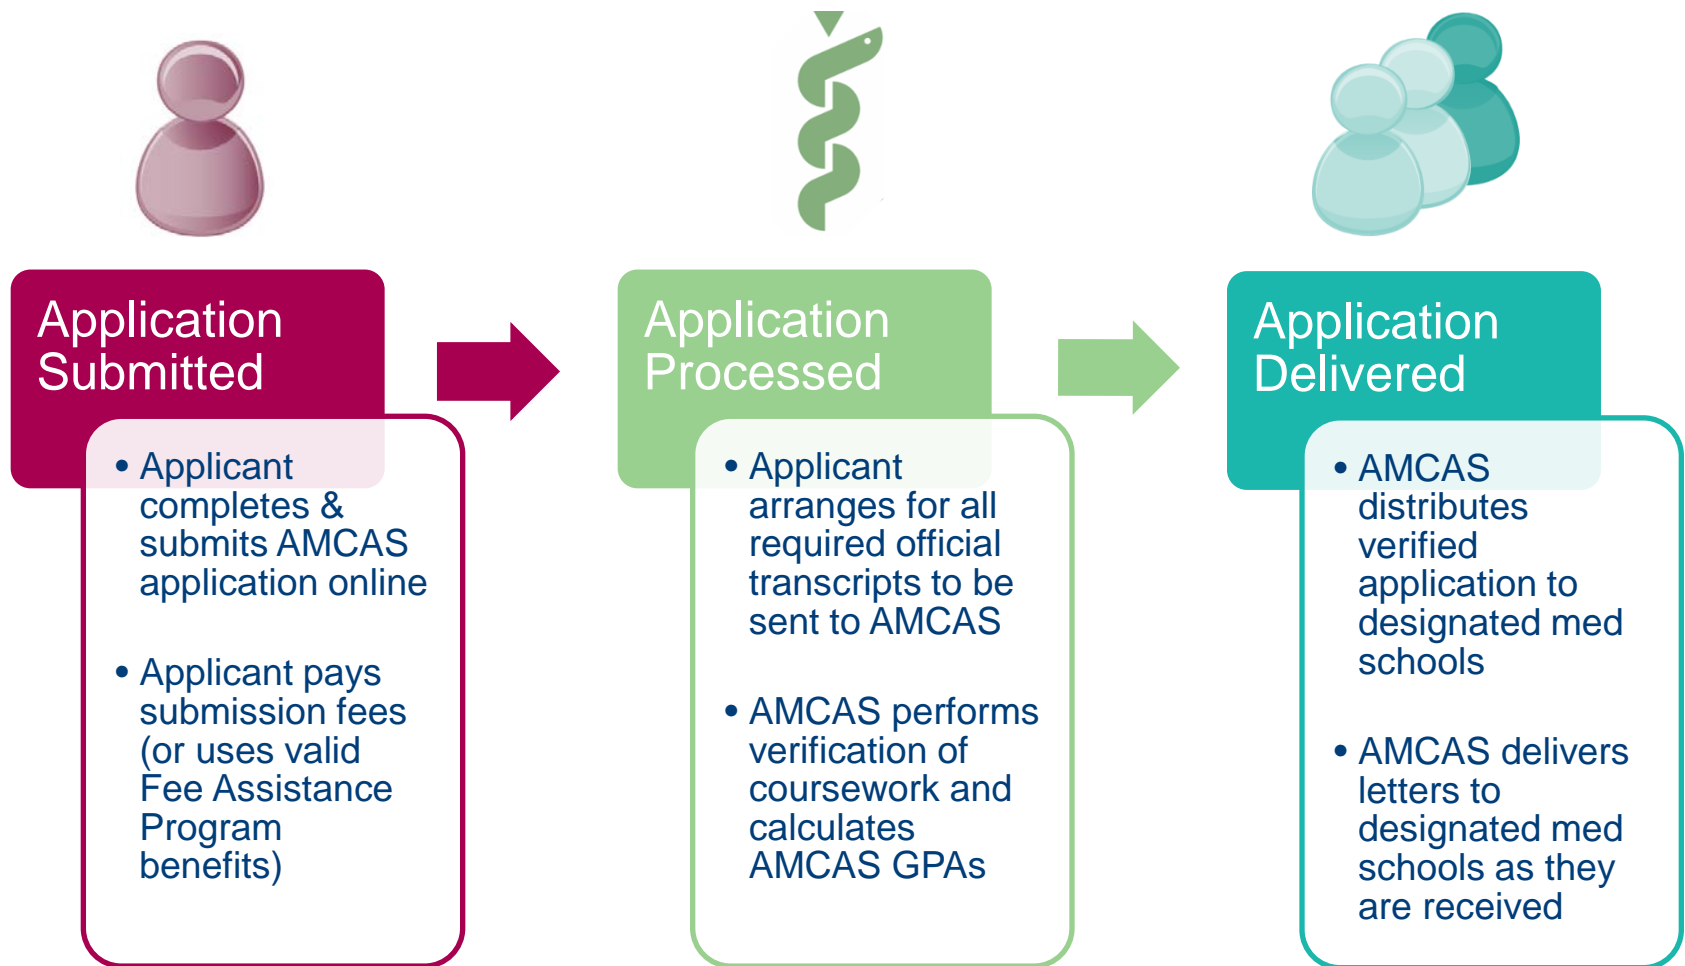 Application
Submitted
• Applicant
completes &
submits AMCAS
application online
• Applicant pays
submission fees
(or uses valid
Fee Assistance
Program
benefits)
Application
Processed
• Applicant
arranges for all
required official
transcripts to be
sent to AMCAS
• AMCAS performs
verification of
coursework and
calculates
AMCAS GPAs
Application
Delivered
• AMCAS
distributes
verified
application to
designated med
schools
• AMCAS delivers
letters to
designated med
schools as they
are received